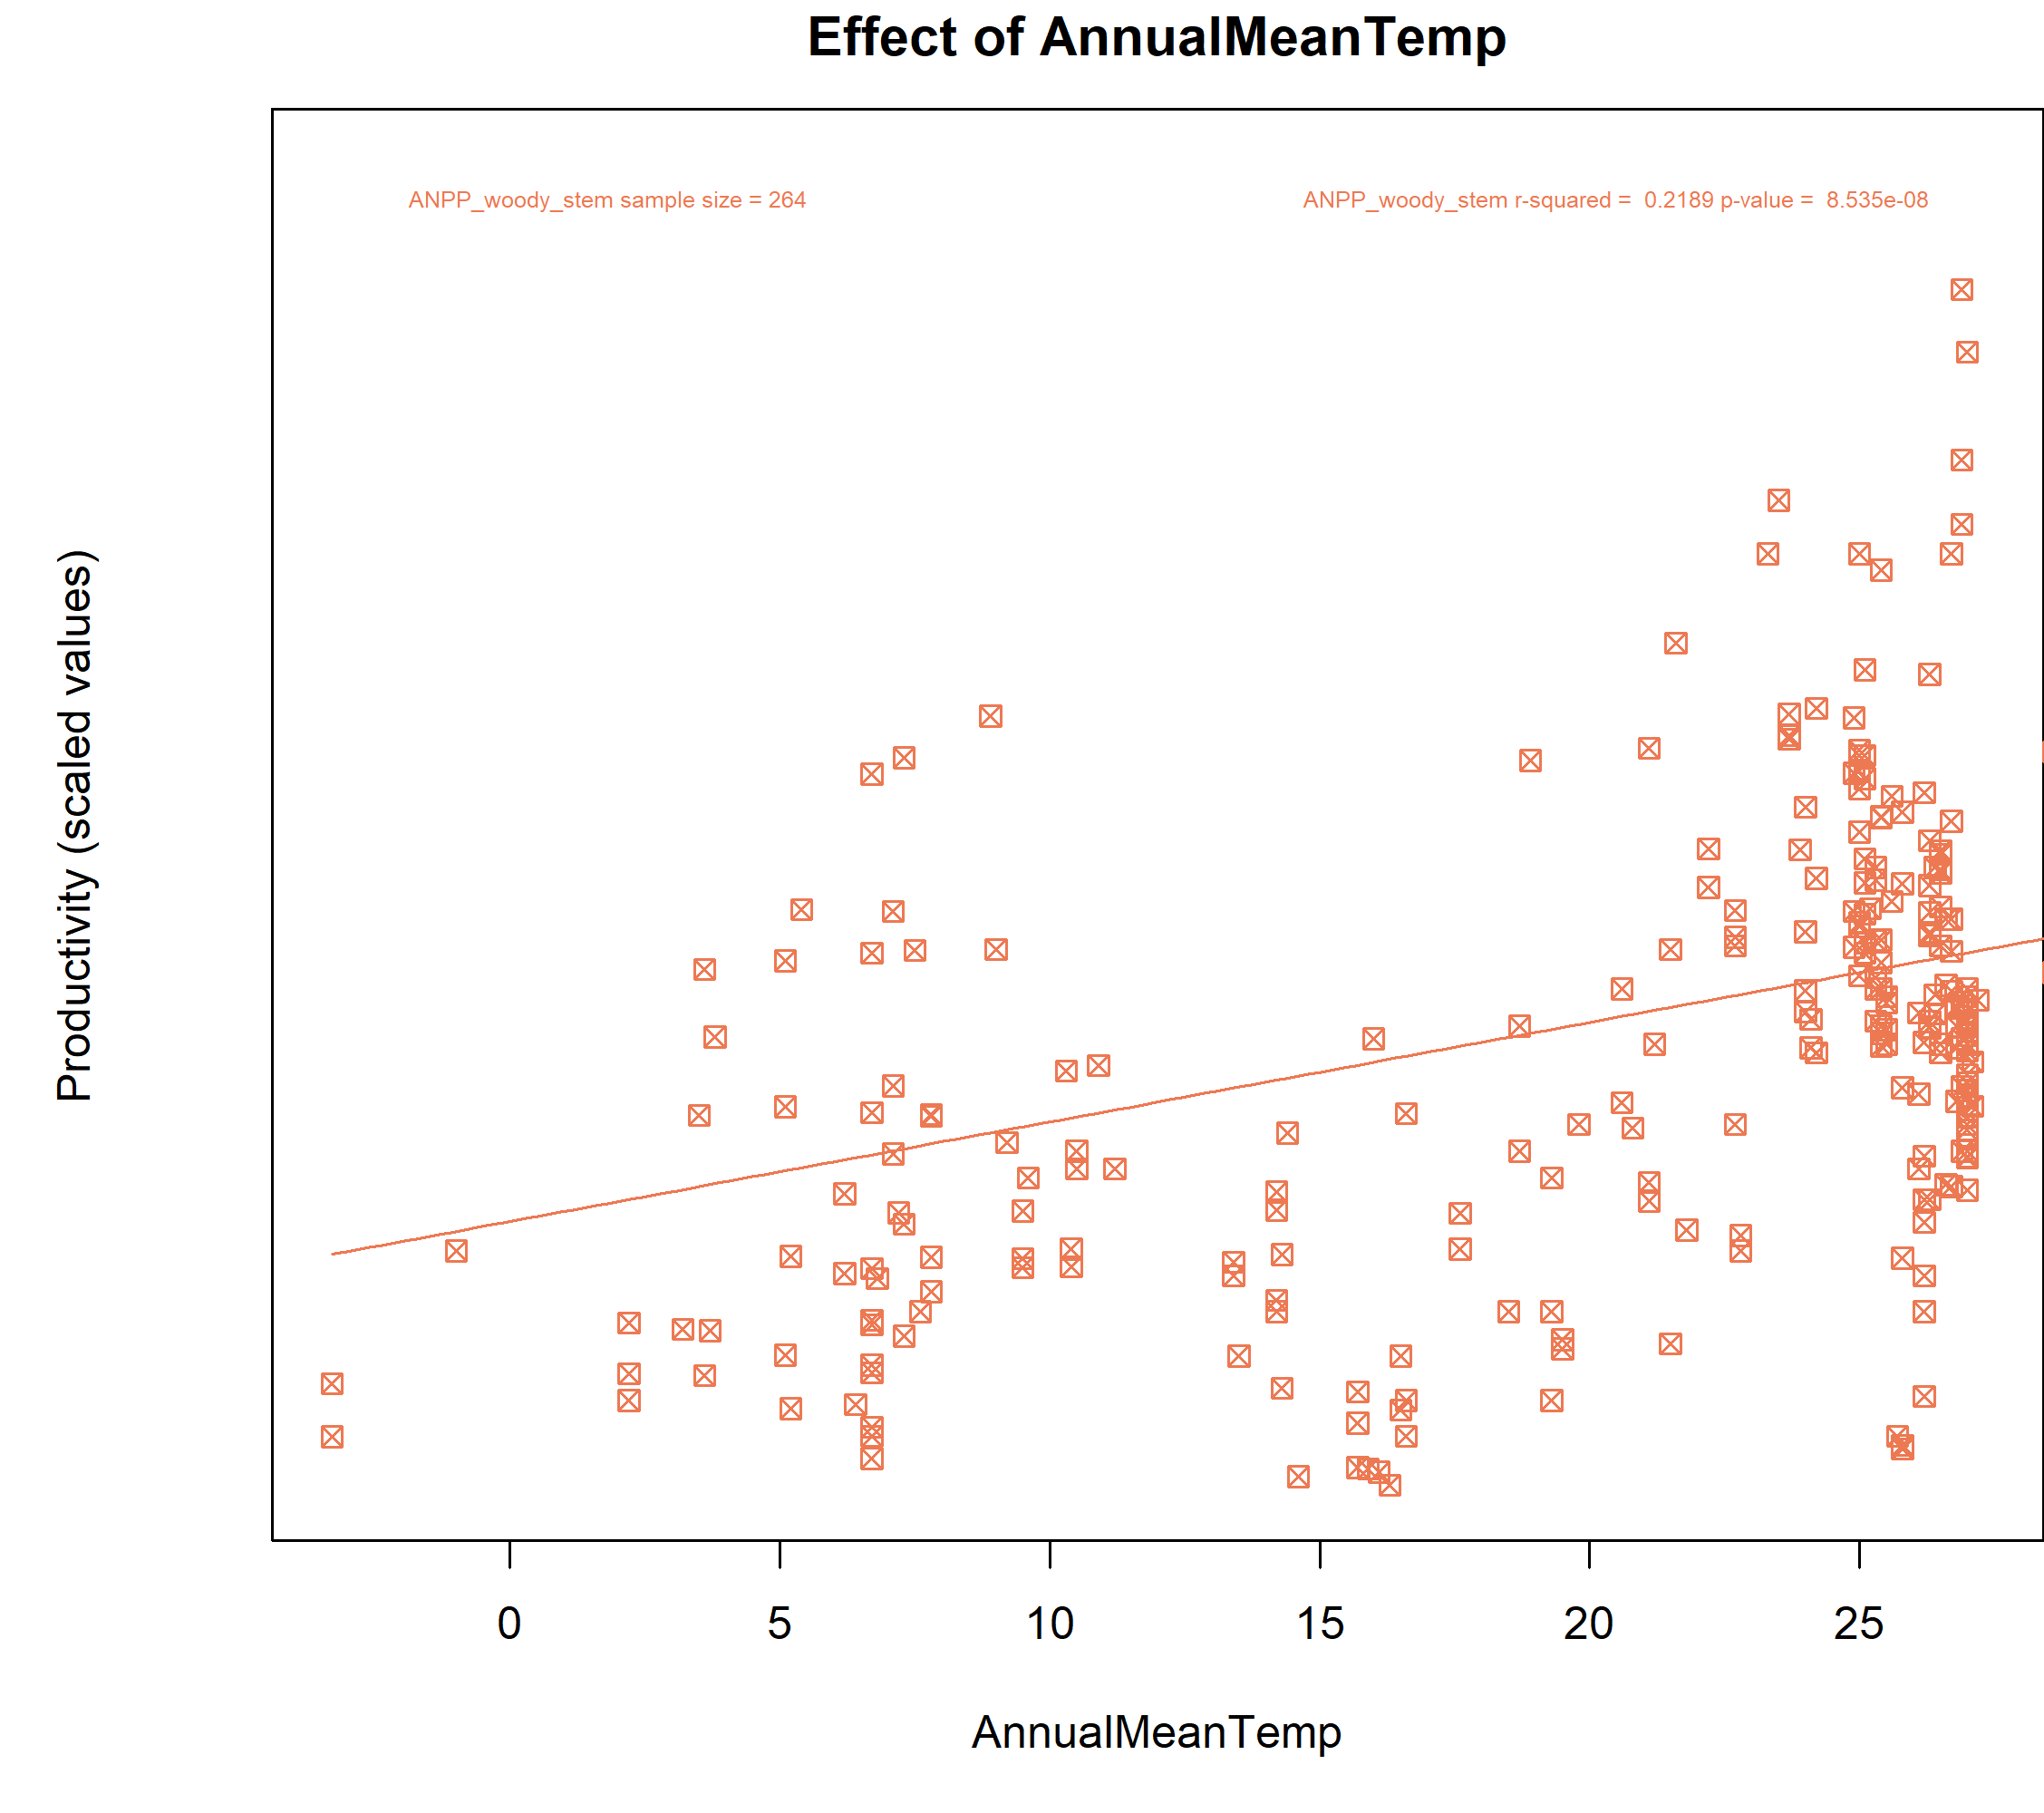 Effect of AnnualMeanTemp
ANPP_woody_stem sample size = 264
ANPP_woody_stem r-squared =  0.2189 p-value =  8.535e-08
Productivity (scaled values)
0 5 10 15 20 25
AnnualMeanTemp